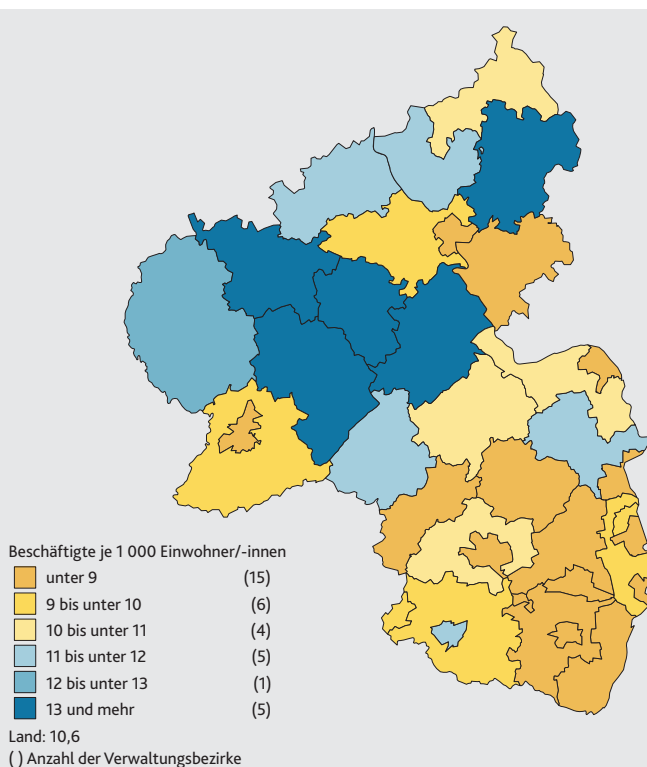 Beschäftigte je 1 000 Einwohner/-innen
unter 9 (15)
9 bis unter 10 (6)
10 bis unter 11 (4)
11 bis unter 12 (5)
12 bis unter 13 (1)
13 und mehr (5)
Land: 10,6
( ) Anzahl der Verwaltungsbezirke